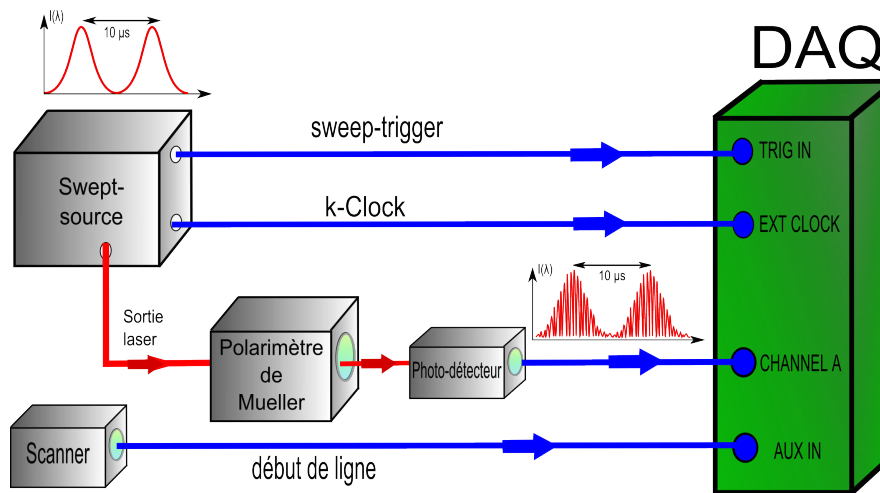 I(λ)
10 µs
DAQ
sweep-trigger
TRIG IN
Swept-
source
k-Clock
EXT CLOCK
I(λ)
10 µs
Sortie
laser
Polarimètre
de
Mueller
Photo-détecteur
CHANNEL A
Scanner
début de ligne
AUX IN